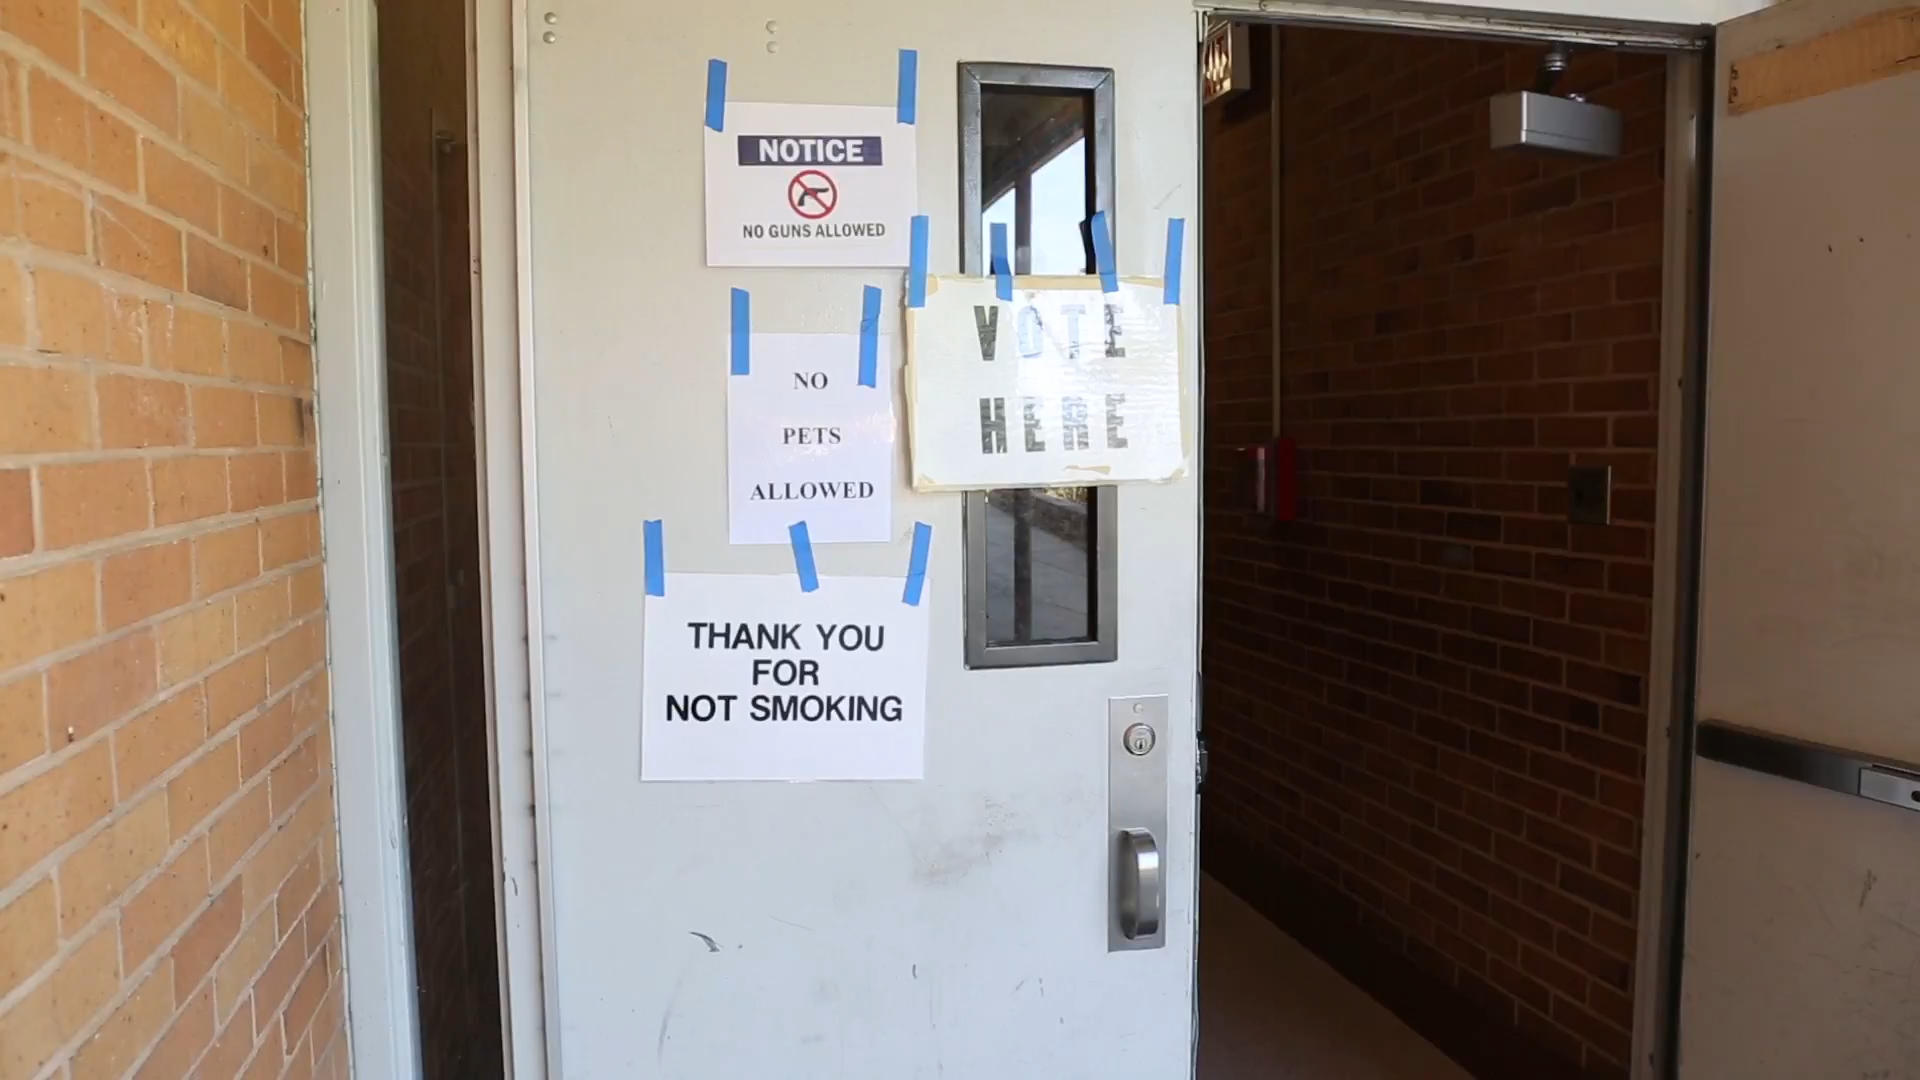 NOTICE
NO GUNS ALLOWED
NO
PETS
ALLOWED
VOTE
HERE
THANK YOU
FOR
NOT SMOKING